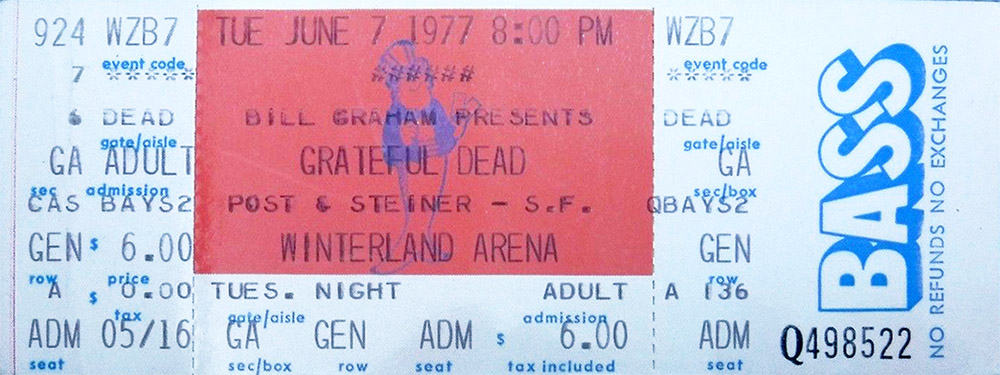 924 WZB7 TUE JUNE 7 1977 8:00 PM WZB7
event code event code
7 ****** ###### ******
6 DEAD BILL GRAHAM PRESENTS DEAD
gate/aisle gate/aisle
GA ADULT GRATEFUL DEAD GA
sec admission sec/box
CAS BAYS2 POST & STEINER - S.F. QBAYS2
GEN $ 6.00 WINTERLAND ARENA GEN
row price row
A $ 0.00 TUES. NIGHT ADULT A 136
tax gate/aisle admission
ADM 05/16 GA GEN ADM $ 6.00 ADM
seat sec/box row seat tax included seat
BASS
NO REFUNDS NO EXCHANGES
Q498522